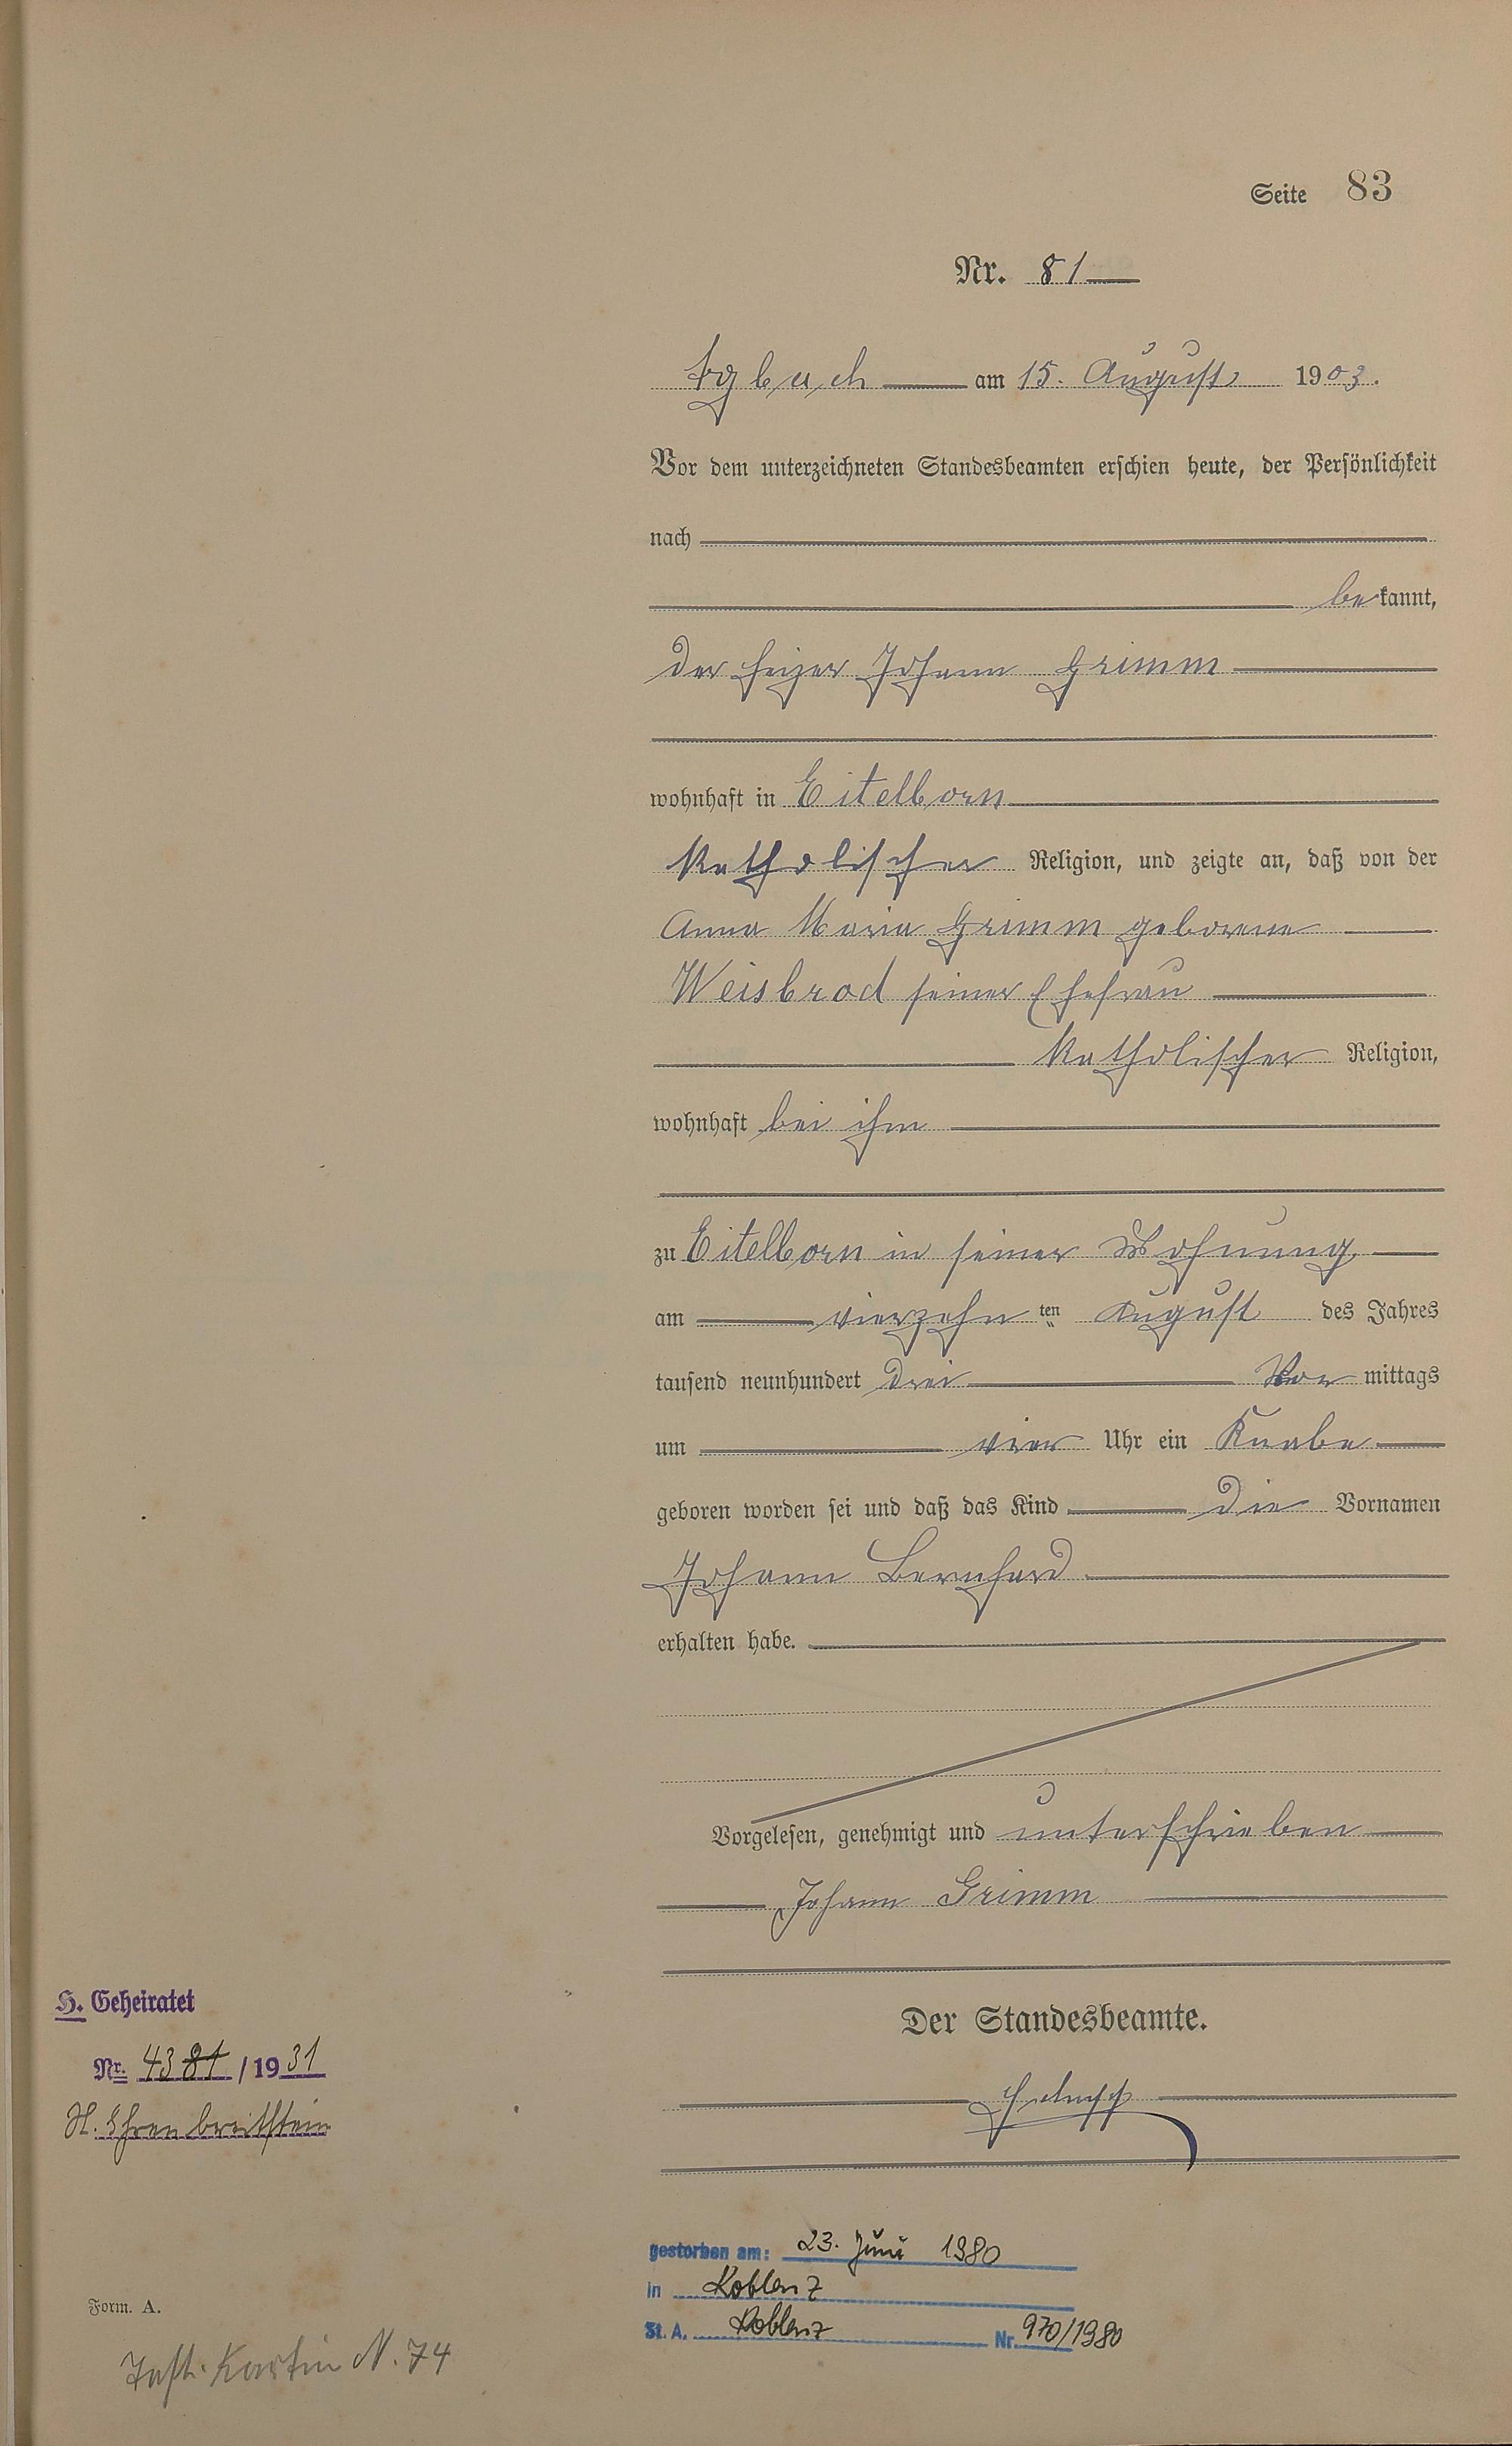 Seite 83
Nr. 81
am 15. August 1903.
Vor dem unterzeichneten Standesbeamten erschien heute, der Persönlichkeit
nach
bekannt,
der Heizer Johann Grimm
wohnhaft in Eitelborn
katholischer Religion, und zeigte an, daß von der
Anna Maria Grimm geborene
Weisbrod seiner Ehefrau
katholischer Religion,
wohnhaft bei ihm
zu Eitelborn in seiner Wohnung
am vierzehnten August des Jahres
tausend neunhundert drei Vormittags
um vier Uhr ein Knabe
geboren worden sei und daß das Kind die Vornamen
Johann Bernhard
erhalten habe.
Vorgelesen, genehmigt und unterschrieben
Johann Grimm
Der Standesbeamte.
H. Geheiratet
Nr. 43 81/1931
St. Ehrenbreitstein
gestorben am: 23. Juni 1980
in Koblenz
St. A. Koblenz Nr. 970/1980
Form. A.
N. 74